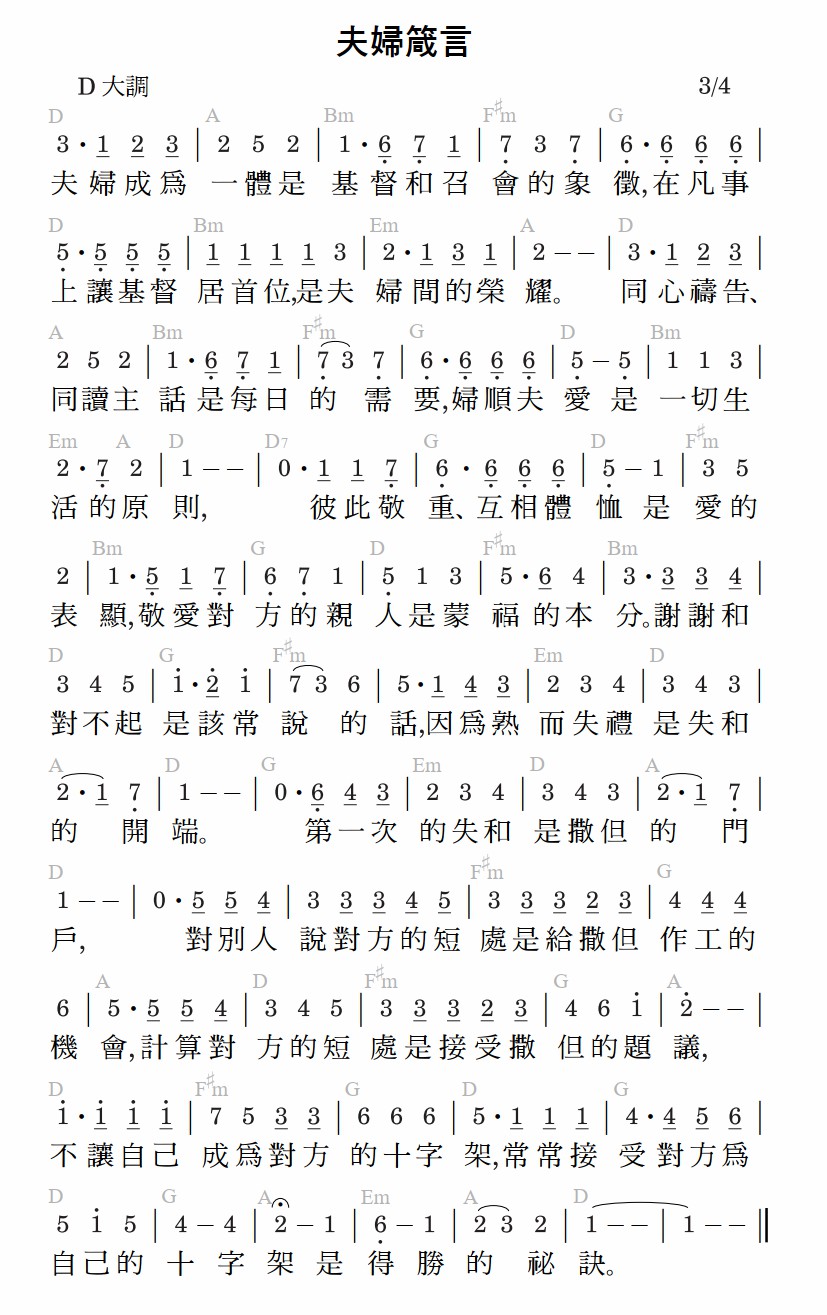 夫婦箴言
D 大調 3/4
D A Bm F♯m G
3 · 1 2 3 | 2 5 2 | 1 · 6 7 1 | 7 3 7 | 6 · 6 6 6 |
夫婦成爲 一體是 基督和召 會的象 徵,在凡事
D Bm Em A D
5 · 5 5 5 | 1 1 1 1 3 | 2 · 1 3 1 | 2 – – | 3 · 1 2 3 |
上讓基督 居首位,是夫 婦間的榮 耀。 同心禱告、
A Bm F♯m G D Bm
2 5 2 | 1 · 6 7 1 | 7 3 7 | 6 · 6 6 6 | 5 – 5 | 1 1 3 |
同讀主 話是每日 的 需 要,婦順夫 愛 是 一切生
Em A D D7 G D F♯m
2 · 7 2 | 1 – – | 0 · 1 1 7 | 6 · 6 6 6 | 5 – 1 | 3 5
活的原 則, 彼此敬 重、互相體 恤 是 愛的
Bm G D F♯m Bm
2 | 1 · 5 1 7 | 6 7 1 | 5 1 3 | 5 · 6 4 | 3 · 3 3 4 |
表 顯,敬愛對 方的親 人是蒙 福的本 分。謝謝和
D G F♯m Em D
3 4 5 | 1 · 2 1 | 7 3 6 | 5 · 1 4 3 | 2 3 4 | 3 4 3 |
對不起 是該常 說 的 話,因爲熟 而失禮 是失和
A D G Em D A
2 · 1 7 | 1 – – | 0 · 6 4 3 | 2 3 4 | 3 4 3 | 2 · 1 7 |
的 開 端。 第一次 的失和 是撒但 的 門
D F♯m G
1 – – | 0 · 5 5 4 | 3 3 3 4 5 | 3 3 3 2 3 | 4 4 4
戶, 對別人 說對方的短 處是給撒但 作工的
A D F♯m G A
6 | 5 · 5 5 4 | 3 4 5 | 3 3 3 2 3 | 4 6 1 | 2 – – |
機 會,計算對 方的短 處是接受撒 但的題 議,
D F♯m G D G
1 · 1 1 1 | 7 5 3 3 | 6 6 6 | 5 · 1 1 1 | 4 · 4 5 6 |
不讓自己 成爲對方 的十字 架,常常接 受對方爲
D G A Em A D
5 1 5 | 4 – 4 | 2 – 1 | 6 – 1 | 2 3 2 | 1 – – | 1 – – ||
自己的 十 字 架 是 得 勝 的 祕 訣。